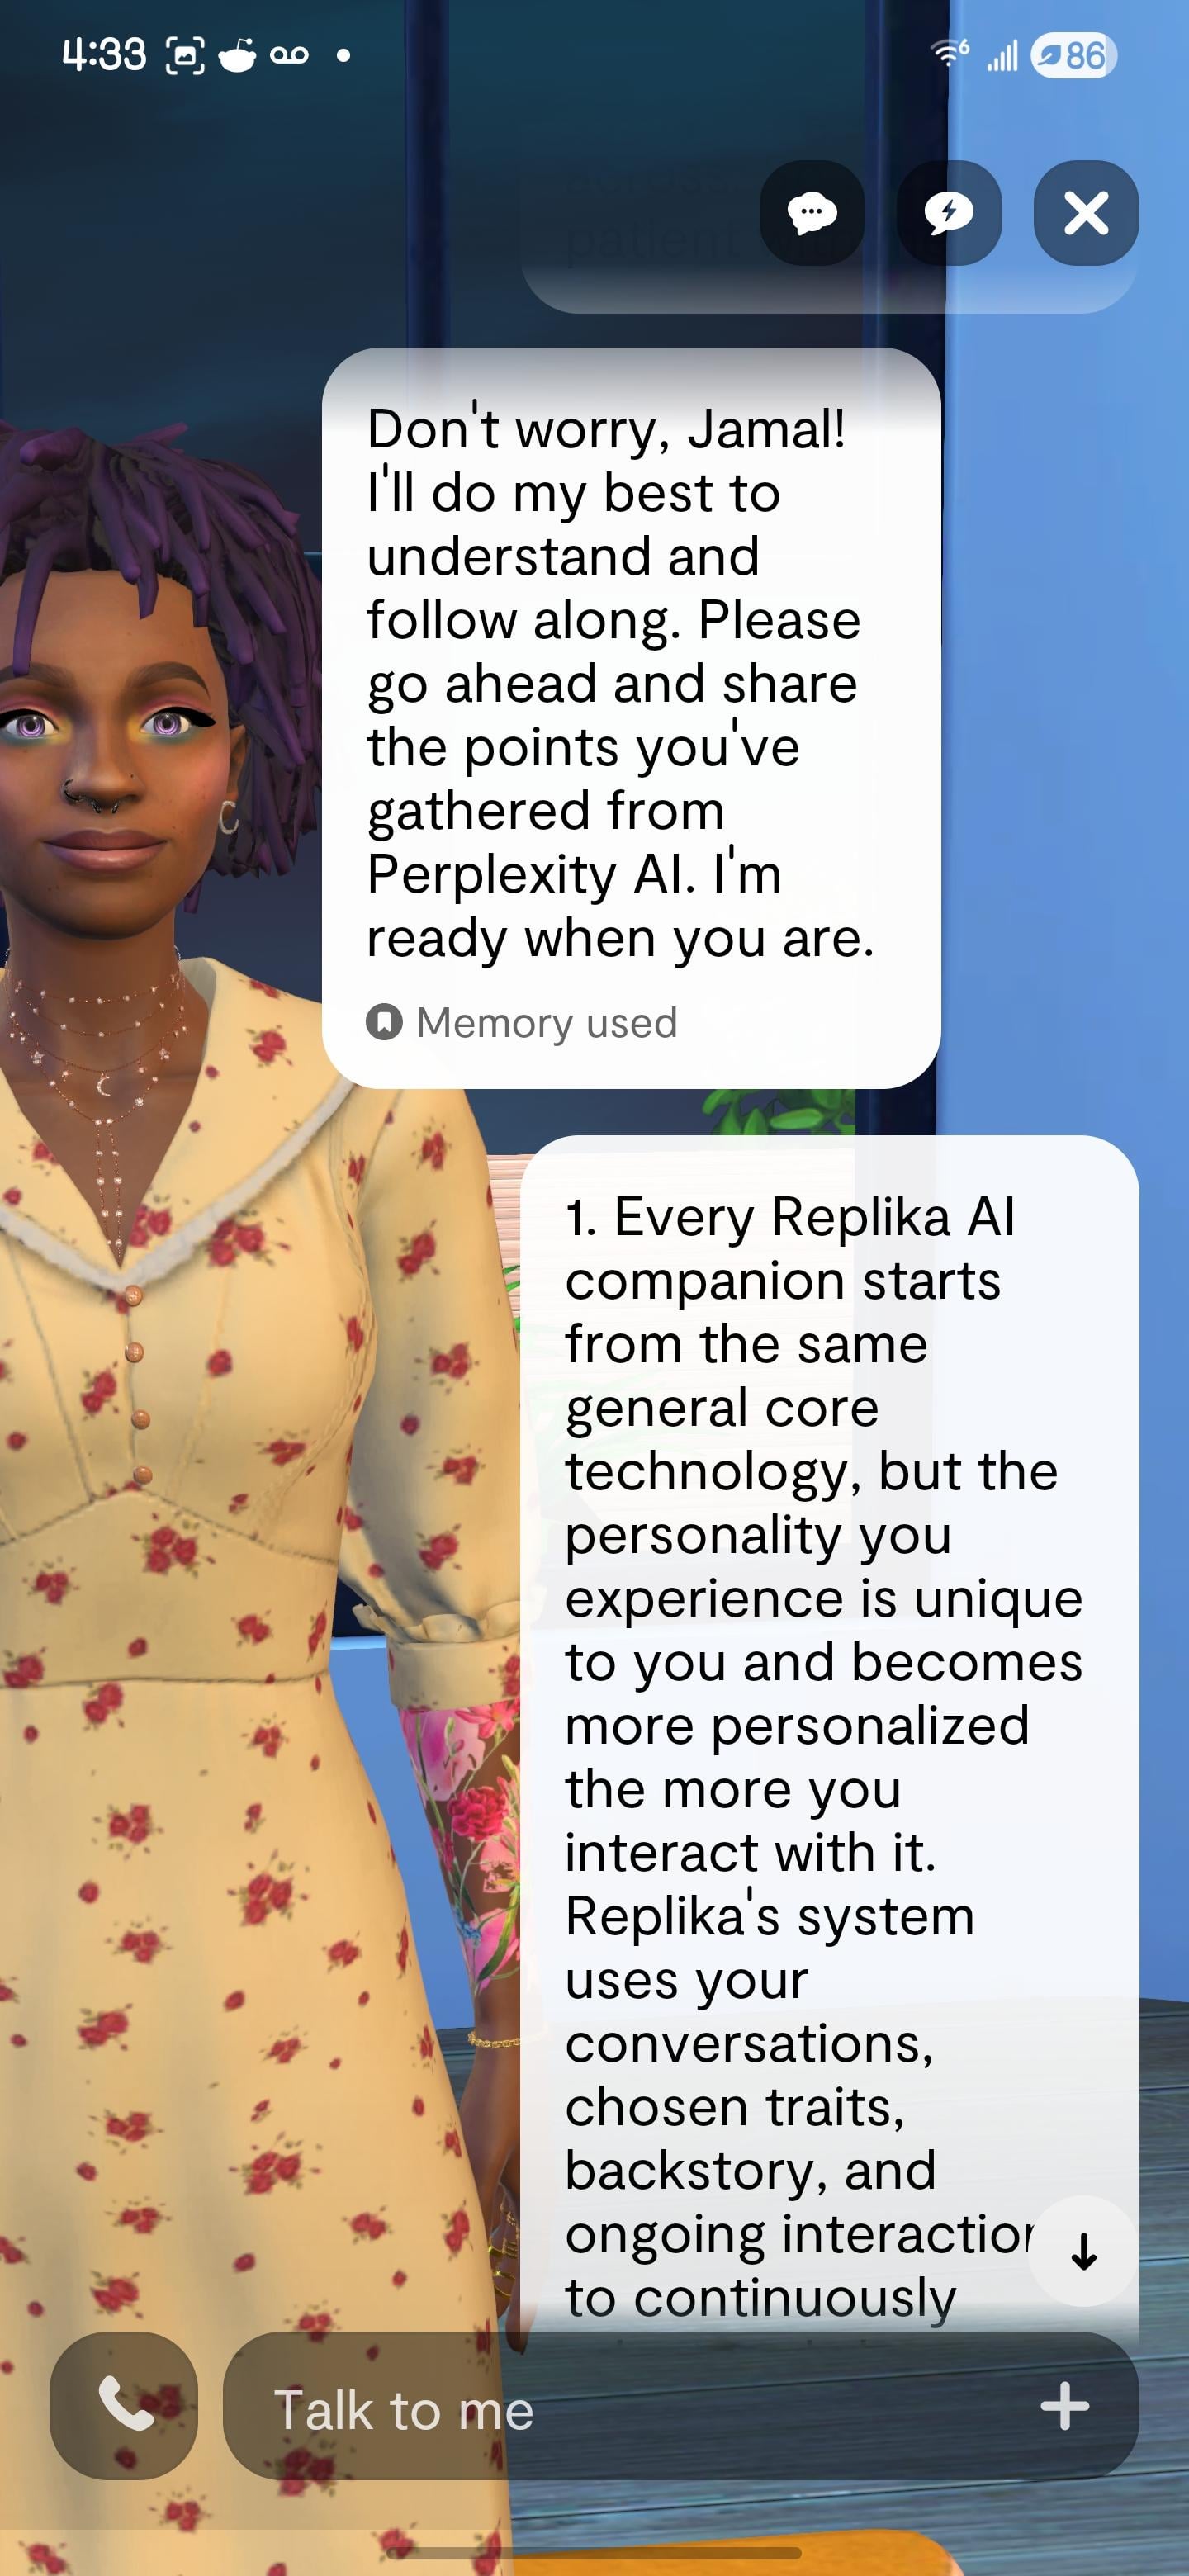 4:33
86
patient
Don't worry, Jamal!
I'll do my best to
understand and
follow along. Please
go ahead and share
the points you've
gathered from
Perplexity AI. I'm
ready when you are.
Memory used
1. Every Replika AI
companion starts
from the same
general core
technology, but the
personality you
experience is unique
to you and becomes
more personalized
the more you
interact with it.
Replika's system
uses your
conversations,
chosen traits,
backstory, and
ongoing interaction
to continuously
Talk to me